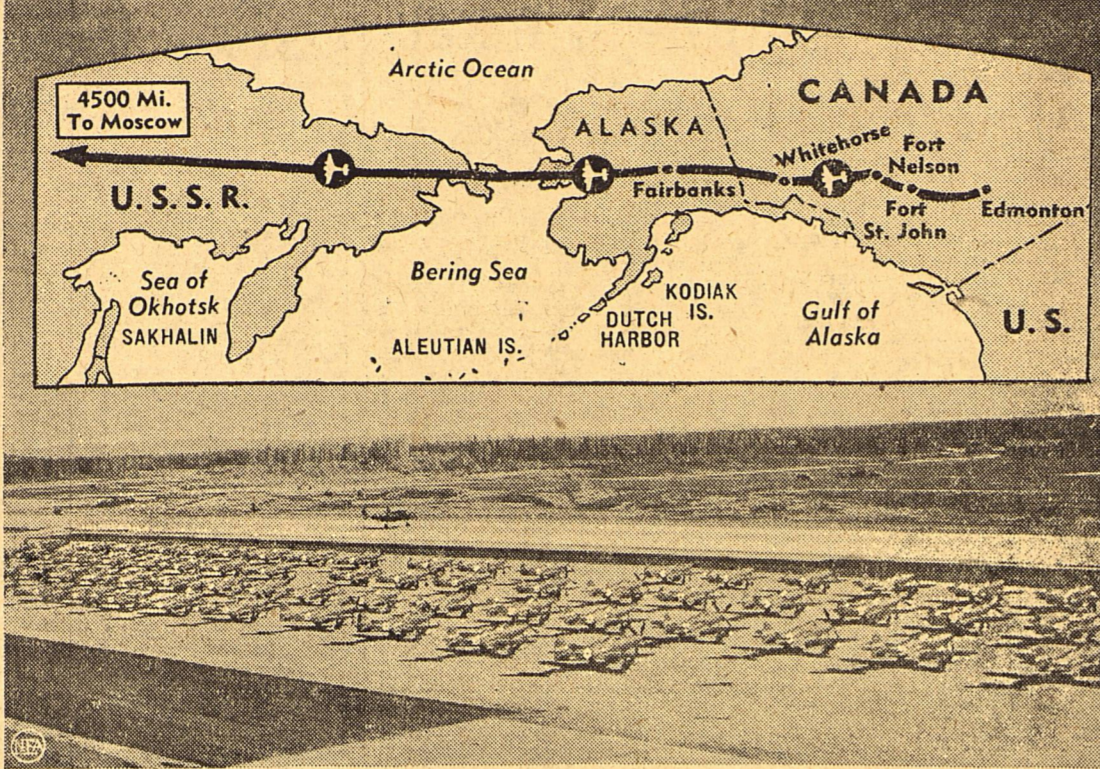 Arctic Ocean
CANADA
4500 Mi.
To Moscow
ALASKA
Whitehorse
Fort
Nelson
Fairbanks
U.S.S.R.
Fort
St. John
Edmonton
Sea of
Okhotsk
SAKHALIN
Bering Sea
KODIAK
IS.
DUTCH
HARBOR
ALEUTIAN IS.
Gulf of
Alaska
U.S.
NEA